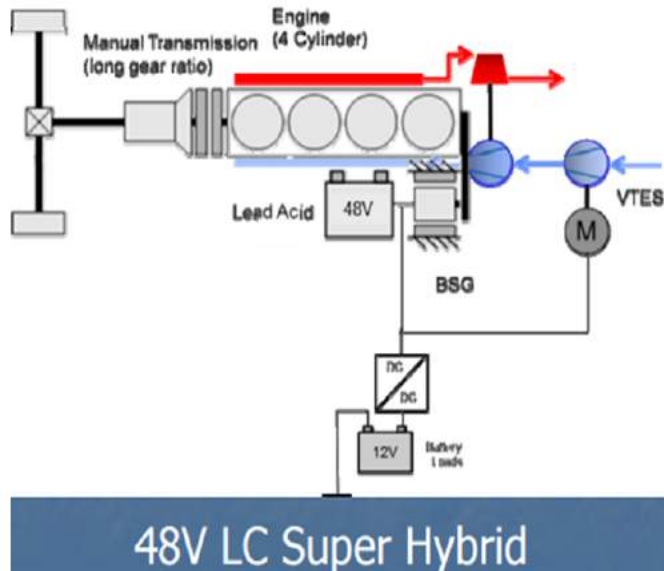 Engine
(4 Cylinder)
Manual Transmission
(long gear ratio)
VTES
Lead Acid
48V
M
BSG
DC
DC
12V
Battery
Loads
48V LC Super Hybrid